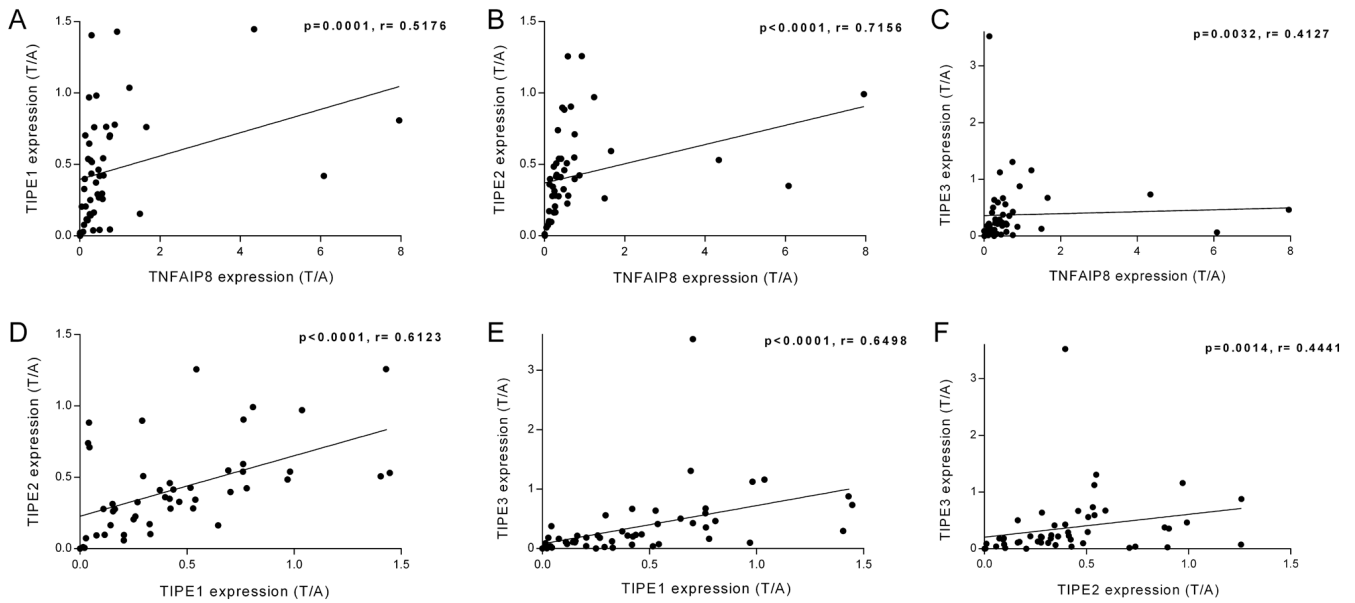 A
p=0.0001, r= 0.5176
TIPE1 expression (T/A)
1.5
1.0
0.5
0.0
0 2 4 6 8
TNFAIP8 expression (T/A)
B
p<0.0001, r= 0.7156
TIPE2 expression (T/A)
1.5
1.0
0.5
0.0
0 2 4 6 8
TNFAIP8 expression (T/A)
C
p=0.0032, r= 0.4127
TIPE3 expression (T/A)
3
2
1
0
0 2 4 6 8
TNFAIP8 expression (T/A)
D
p<0.0001, r= 0.6123
TIPE2 expression (T/A)
1.5
1.0
0.5
0.0
0.0 0.5 1.0 1.5
TIPE1 expression (T/A)
E
p<0.0001, r= 0.6498
TIPE3 expression (T/A)
3
2
1
0
0.0 0.5 1.0 1.5
TIPE1 expression (T/A)
F
p=0.0014, r= 0.4441
TIPE3 expression (T/A)
3
2
1
0
0.0 0.5 1.0 1.5
TIPE2 expression (T/A)